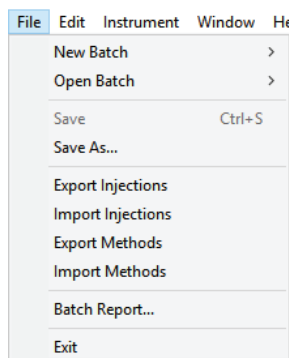 File Edit Instrument Window
New Batch
Open Batch
Save Ctrl+S
Save As...
Export Injections
Import Injections
Export Methods
Import Methods
Batch Report...
Exit